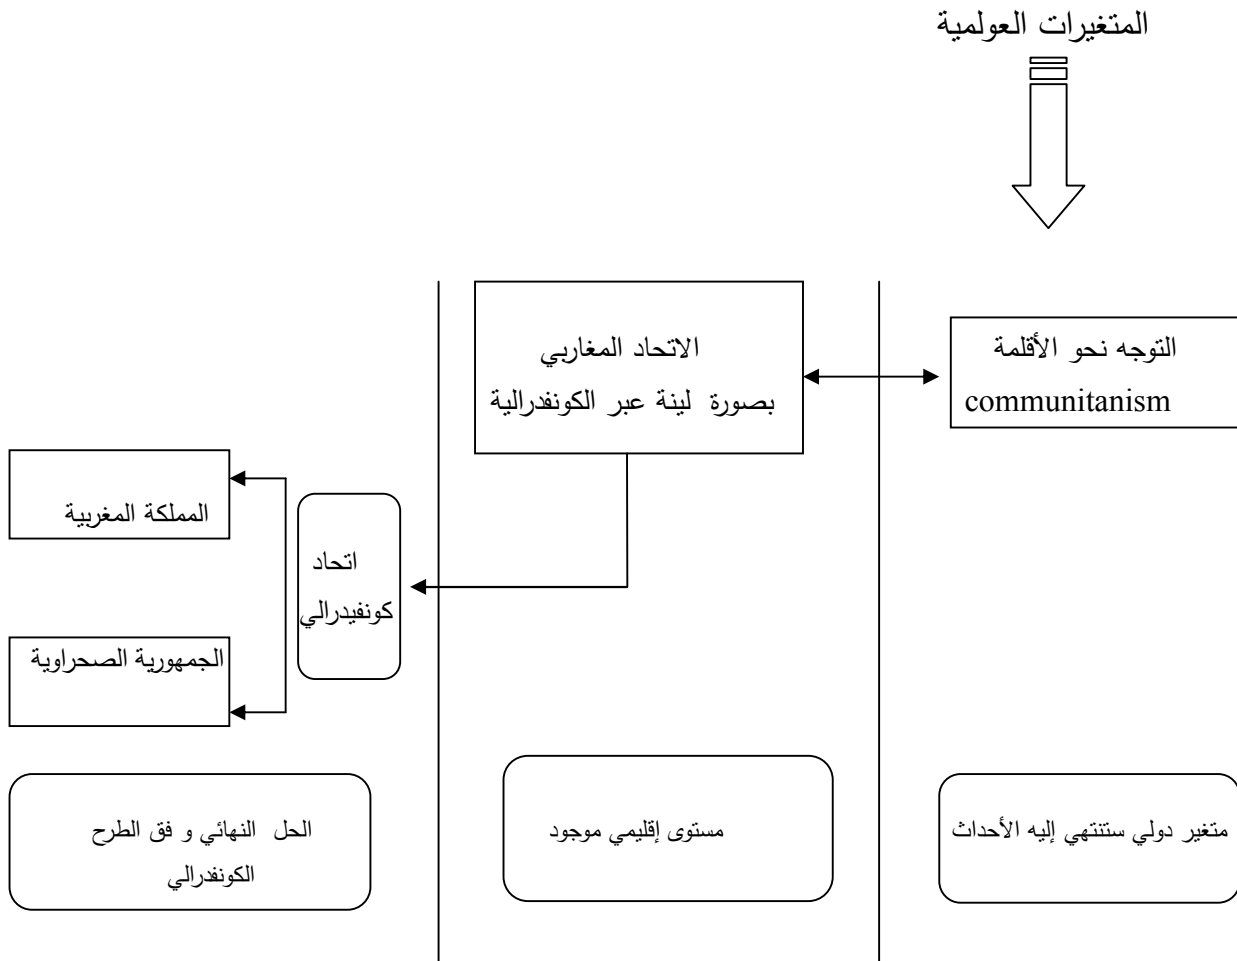 المتغيرات العولمية
التوجه نحو الأقلمة
communitanism
الاتحاد المغاربي
بصورة لينة عبر الكونفدرالية
اتحاد
كونفيدرالي
المملكة المغربية
الجمهورية الصحراوية
متغير دولي ستنتهي إليه الأحداث
مستوى إقليمي موجود
الحل النهائي و فق الطرح
الكونفدرالي